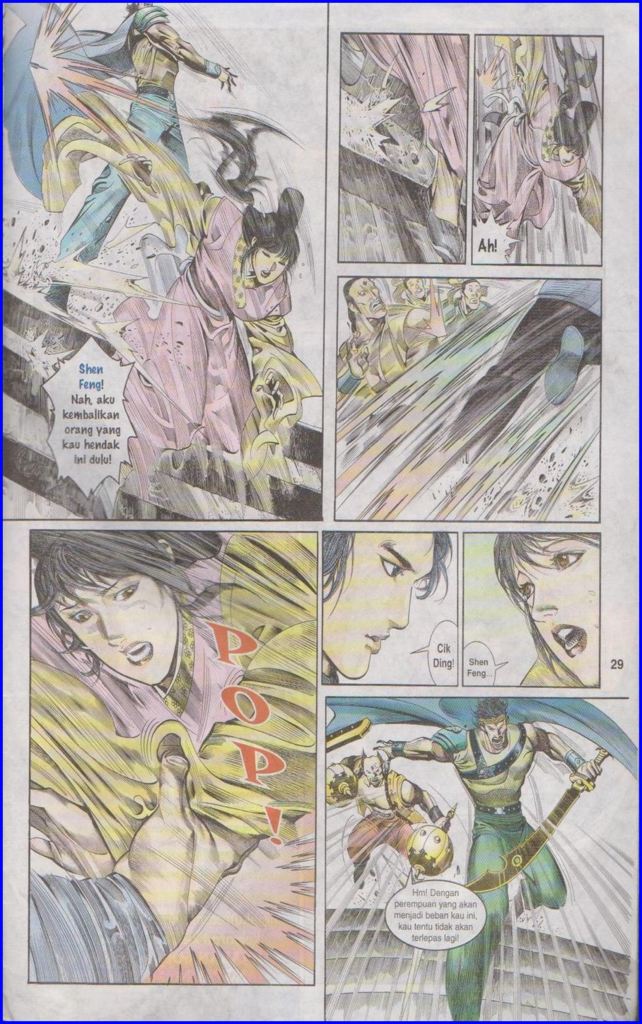 Shen
Feng!
Nah, aku
kembalikan
orang yang
kau hendak
ini dulu!
Ah!
POP!
Cik
Ding!
Shen
Feng...
29
Hm! Dengan
perempuan yang akan
menjadi beban kau ini,
kau tentu tidak akan
terlepas lagi!